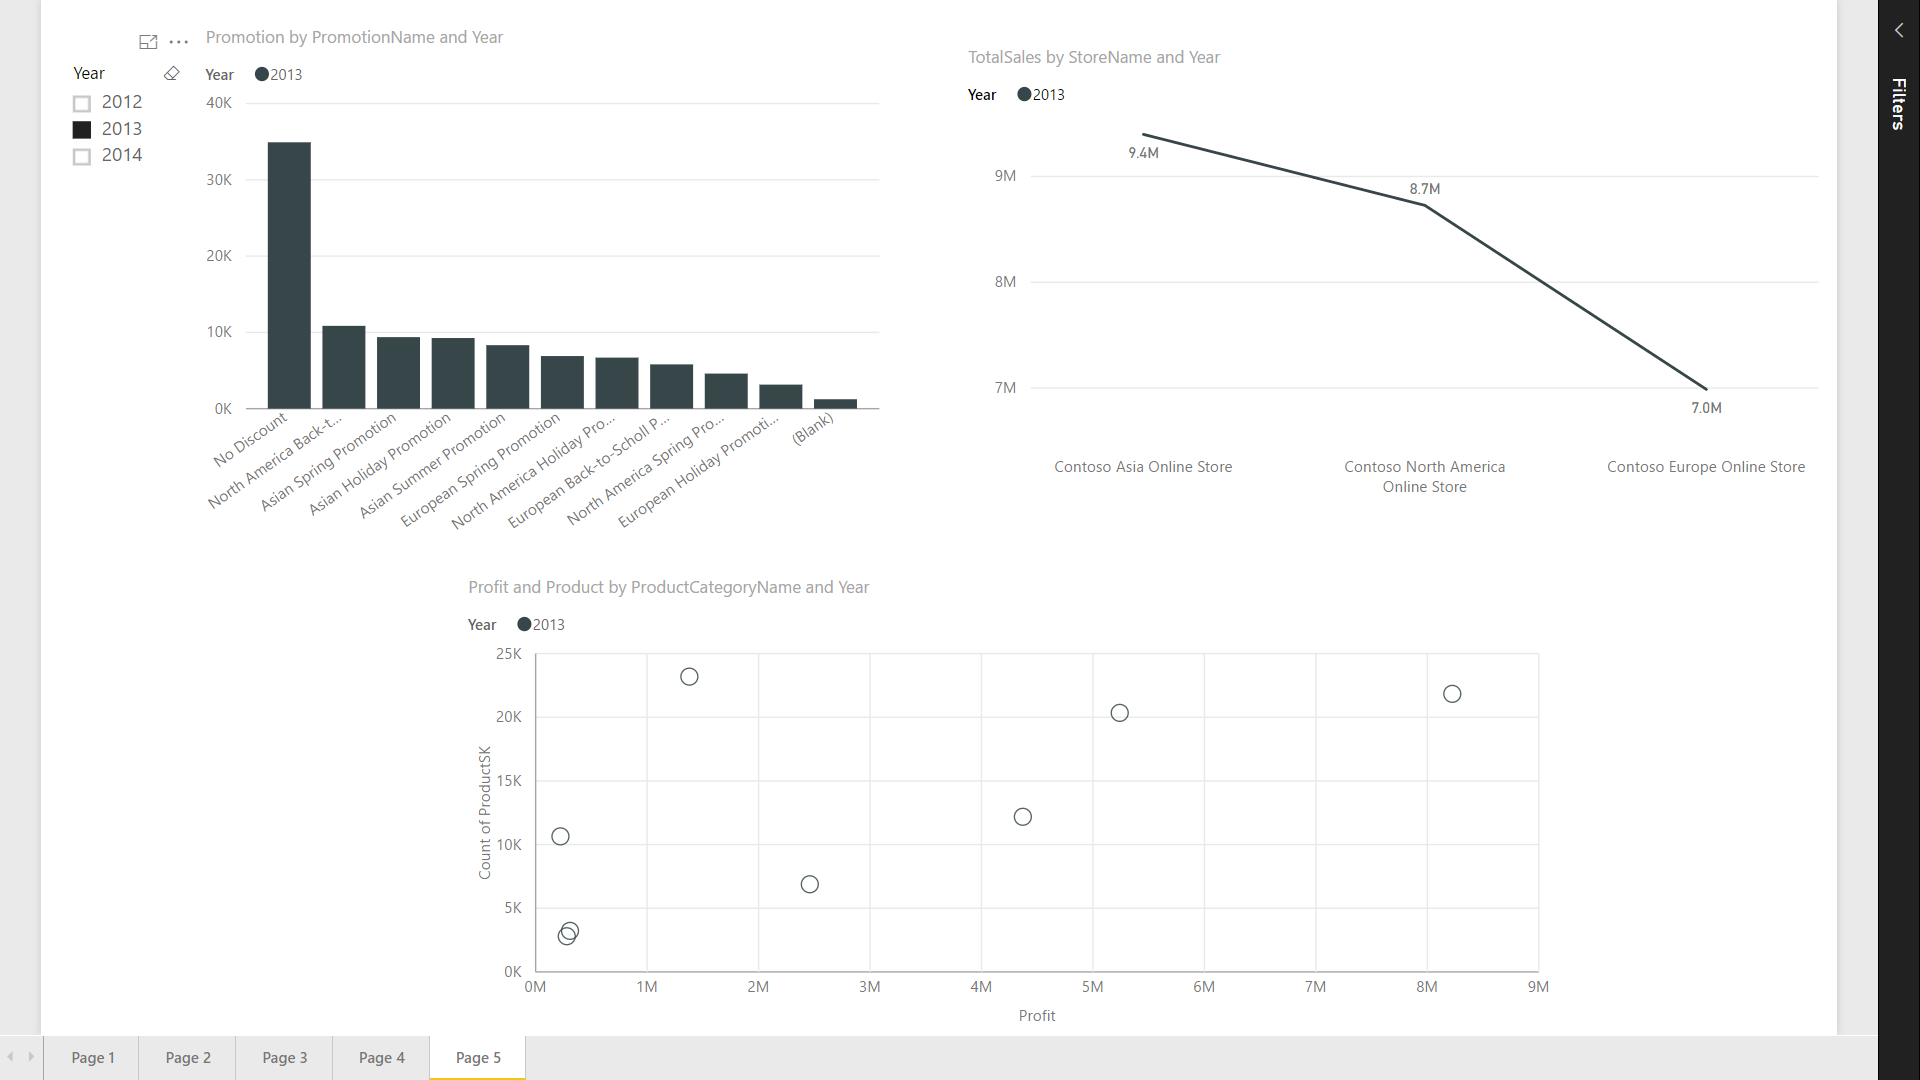 Promotion by PromotionName and Year
Year
2012
2013
2014
Year 2013
40K
30K
20K
10K
0K
No Discount
North America Back-t...
Asian Spring Promotion
Asian Holiday Promotion
Asian Summer Promotion
European Spring Promotion
North America Holiday Pro...
European Back-to-Scholl P...
North America Spring Pro...
European Holiday Promoti...
(Blank)
TotalSales by StoreName and Year
Year 2013
9M
8M
7M
9.4M
8.7M
7.0M
Contoso Asia Online Store
Contoso North America
Online Store
Contoso Europe Online Store
Profit and Product by ProductCategoryName and Year
Year 2013
Count of ProductSK
25K
20K
15K
10K
5K
0K
0M 1M 2M 3M 4M 5M 6M 7M 8M 9M
Profit
Filters
Page 1 Page 2 Page 3 Page 4 Page 5